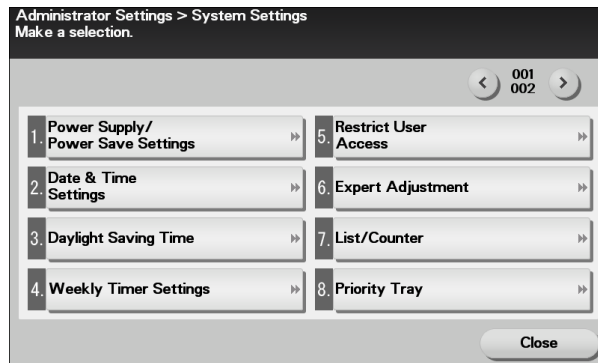 Administrator Settings > System Settings
Make a selection.
001
002
1. Power Supply/
Power Save Settings
2. Date & Time
Settings
3. Daylight Saving Time
4. Weekly Timer Settings
5. Restrict User
Access
6. Expert Adjustment
7. List/Counter
8. Priority Tray
Close